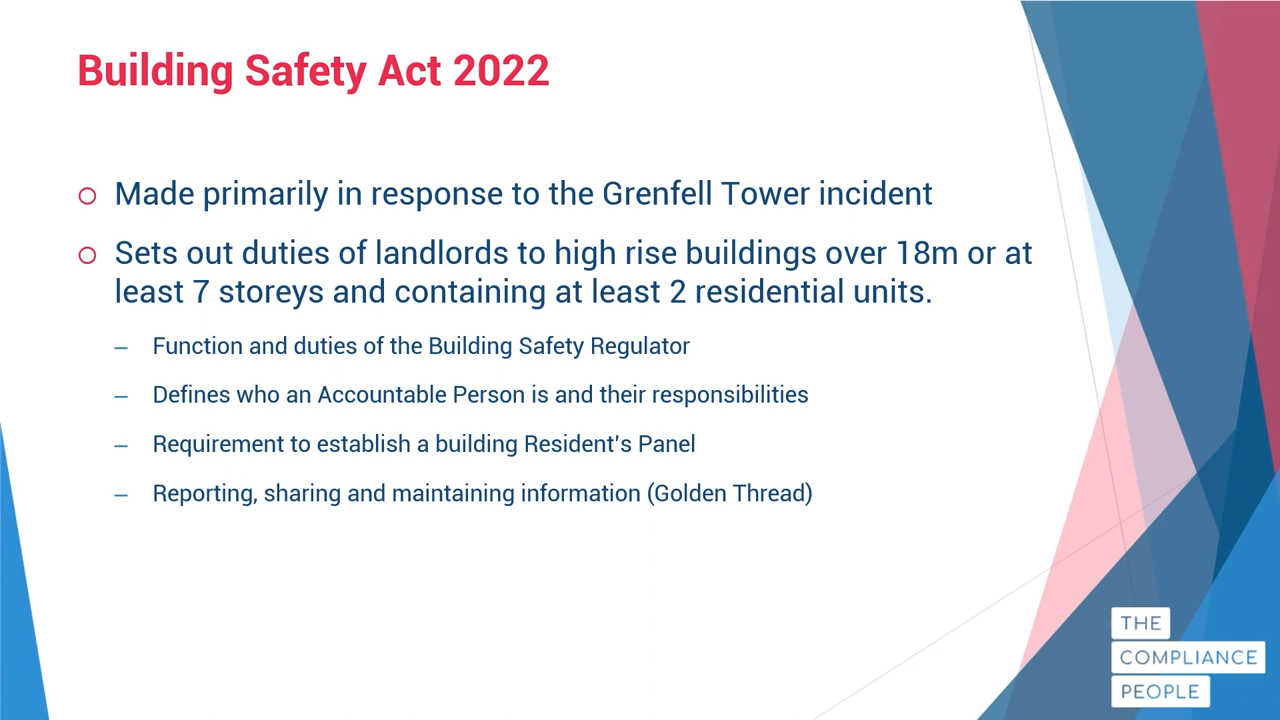 Building Safety Act 2022
○ Made primarily in response to the Grenfell Tower incident
○ Sets out duties of landlords to high rise buildings over 18m or at
least 7 storeys and containing at least 2 residential units.
– Function and duties of the Building Safety Regulator
– Defines who an Accountable Person is and their responsibilities
– Requirement to establish a building Resident's Panel
– Reporting, sharing and maintaining information (Golden Thread)
THE
COMPLIANCE
PEOPLE